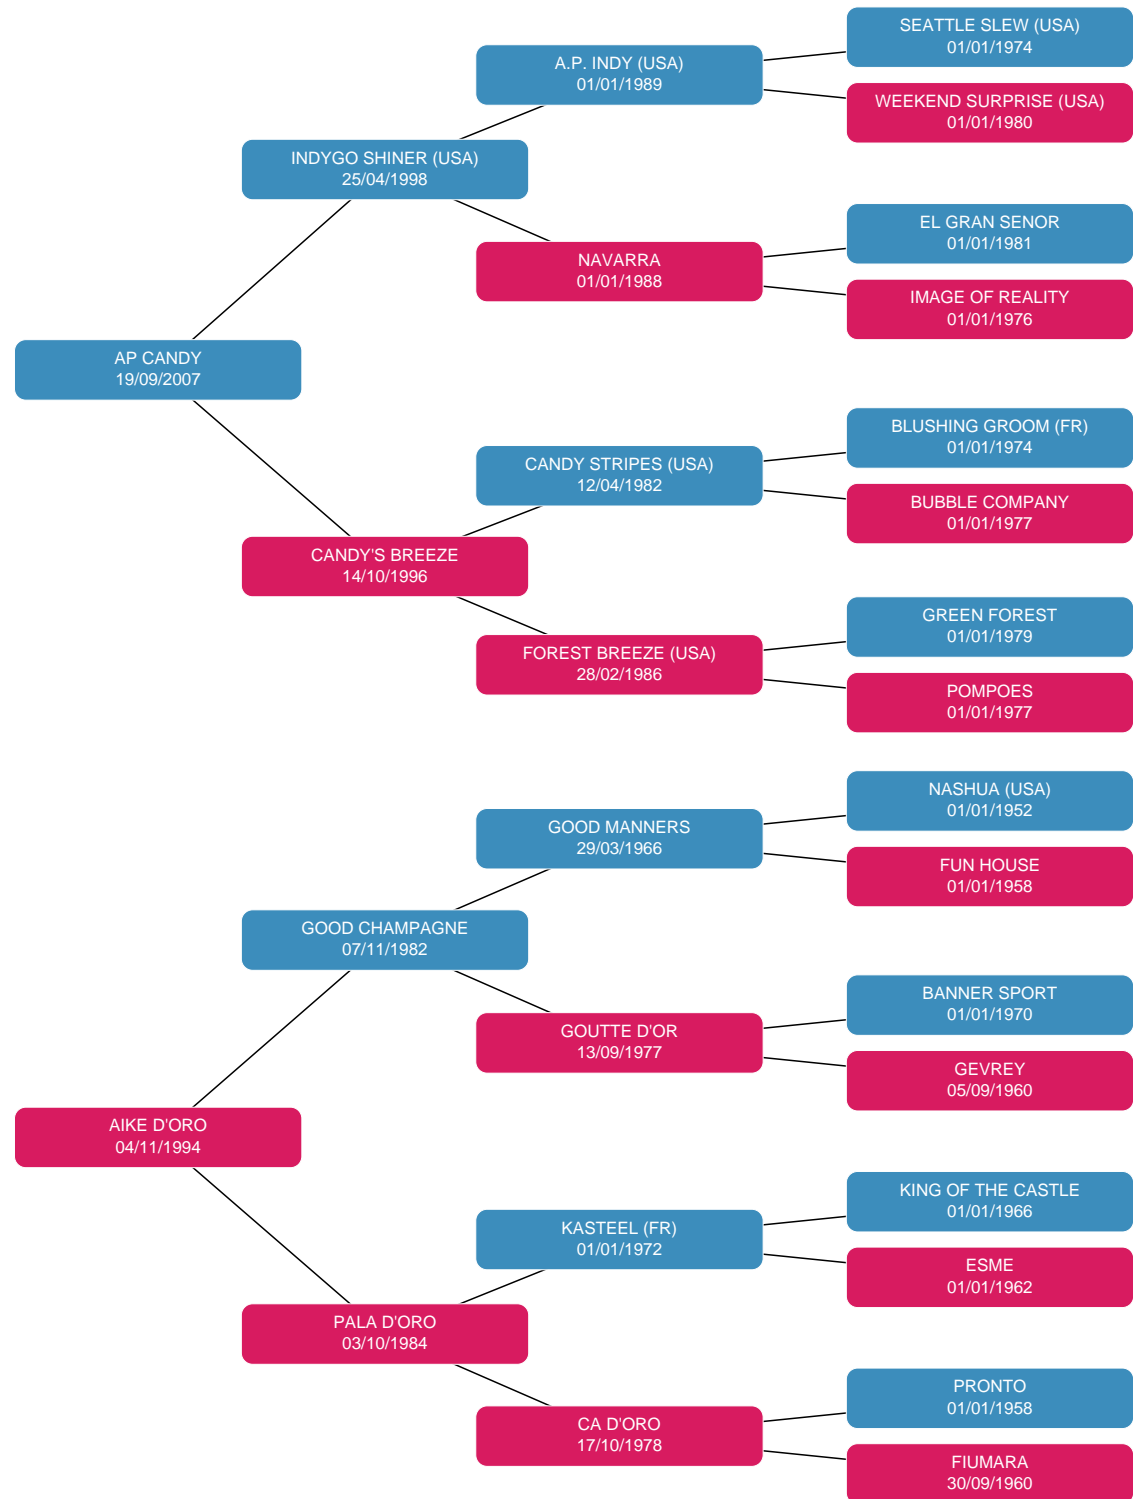 SEATTLE SLEW (USA)
01/01/1974
A.P. INDY (USA)
01/01/1989
WEEKEND SURPRISE (USA)
01/01/1980
INDYGO SHINER (USA)
25/04/1998
EL GRAN SENOR
01/01/1981
NAVARRA
01/01/1988
IMAGE OF REALITY
01/01/1976
AP CANDY
19/09/2007
BLUSHING GROOM (FR)
01/01/1974
CANDY STRIPES (USA)
12/04/1982
BUBBLE COMPANY
01/01/1977
CANDY'S BREEZE
14/10/1996
GREEN FOREST
01/01/1979
FOREST BREEZE (USA)
28/02/1986
POMPOES
01/01/1977
NASHUA (USA)
01/01/1952
GOOD MANNERS
29/03/1966
FUN HOUSE
01/01/1958
GOOD CHAMPAGNE
07/11/1982
BANNER SPORT
01/01/1970
GOUTTE D'OR
13/09/1977
GEVREY
05/09/1960
AIKE D'ORO
04/11/1994
KING OF THE CASTLE
01/01/1966
KASTEEL (FR)
01/01/1972
ESME
01/01/1962
PALA D'ORO
03/10/1984
PRONTO
01/01/1958
CA D'ORO
17/10/1978
FIUMARA
30/09/1960